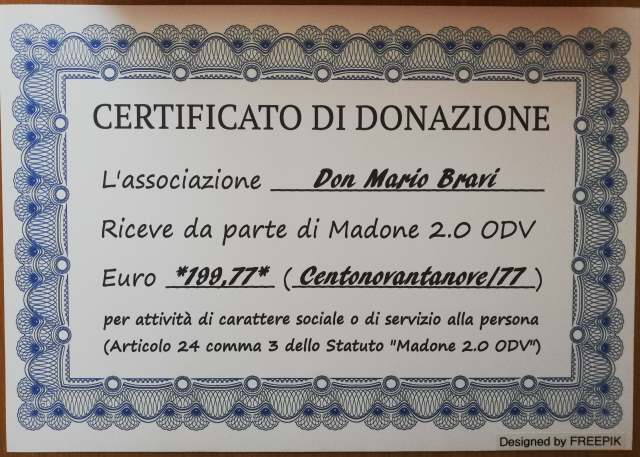 CERTIFICATO DI DONAZIONE
L'associazione Don Mario Bravi
Riceve da parte di Madone 2.0 ODV
Euro *199,77* (Centonovantanove/77)
per attività di carattere sociale o di servizio alla persona
(Articolo 24 comma 3 dello Statuto "Madone 2.0 ODV")
Designed by FREEPIK